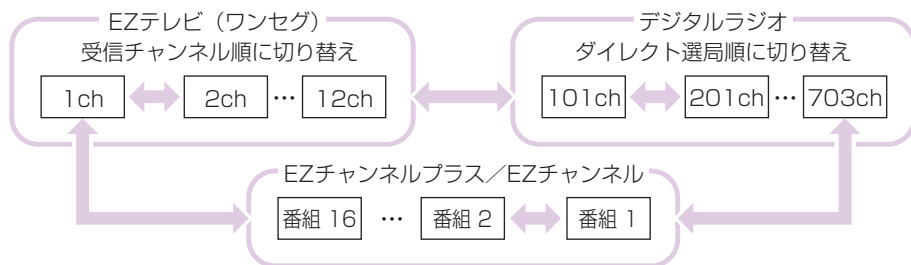 EZテレビ（ワンセグ）
受信チャンネル順に切り替え
1ch 2ch … 12ch
デジタルラジオ
ダイレクト選局順に切り替え
101ch 201ch … 703ch
EZチャンネルプラス／EZチャンネル
番組 16 … 番組 2 番組 1